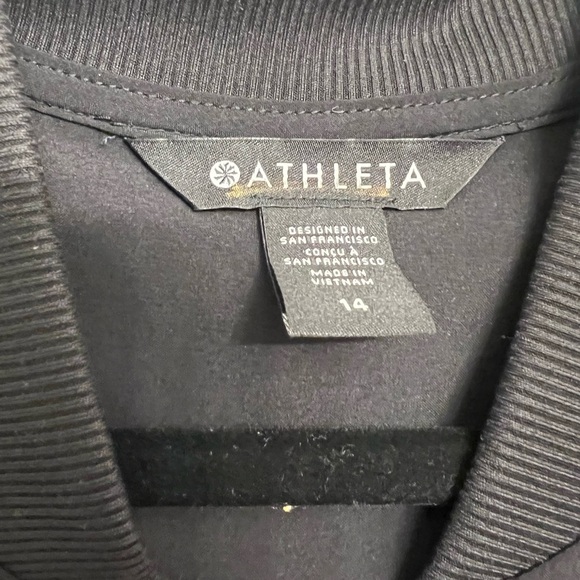 ATHLETA
DESIGNED IN
SAN FRANCISCO
CONÇU À
SAN FRANCISCO
MADE IN
VIETNAM
14